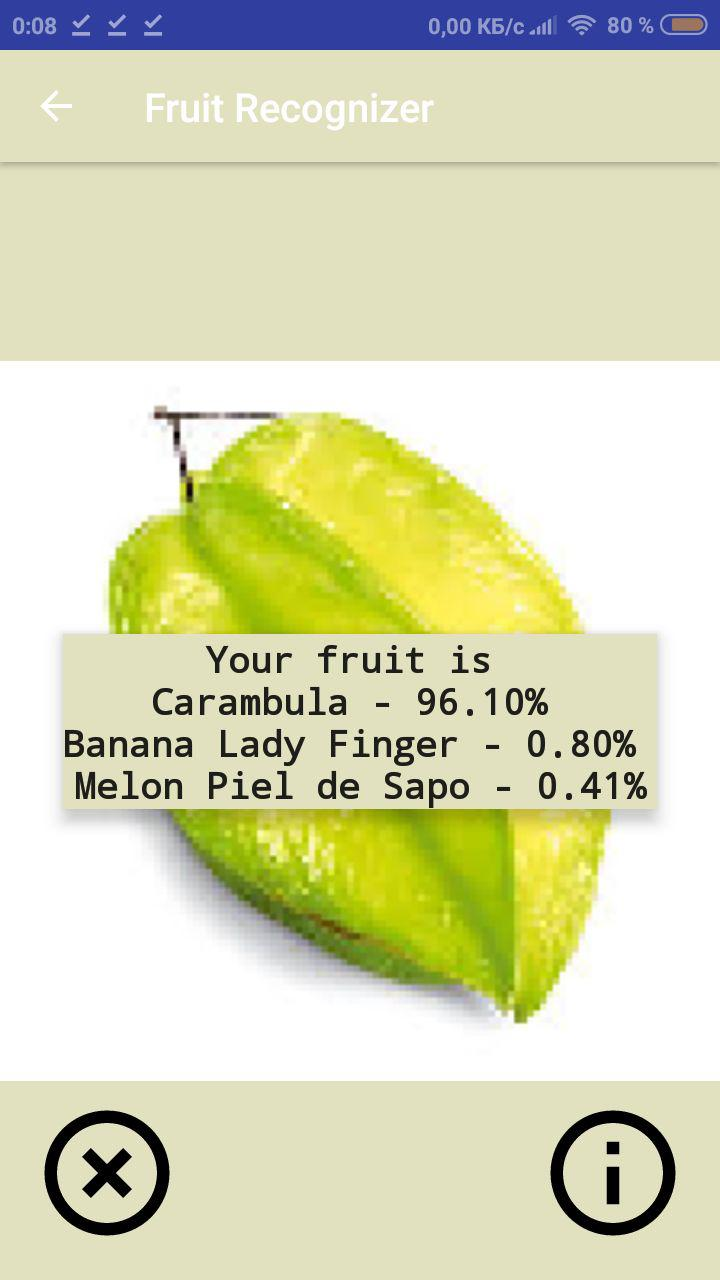 0:08 0,00 КБ/с 80 %
Fruit Recognizer
Your fruit is
Carambula - 96.10%
Banana Lady Finger - 0.80%
Melon Piel de Sapo - 0.41%